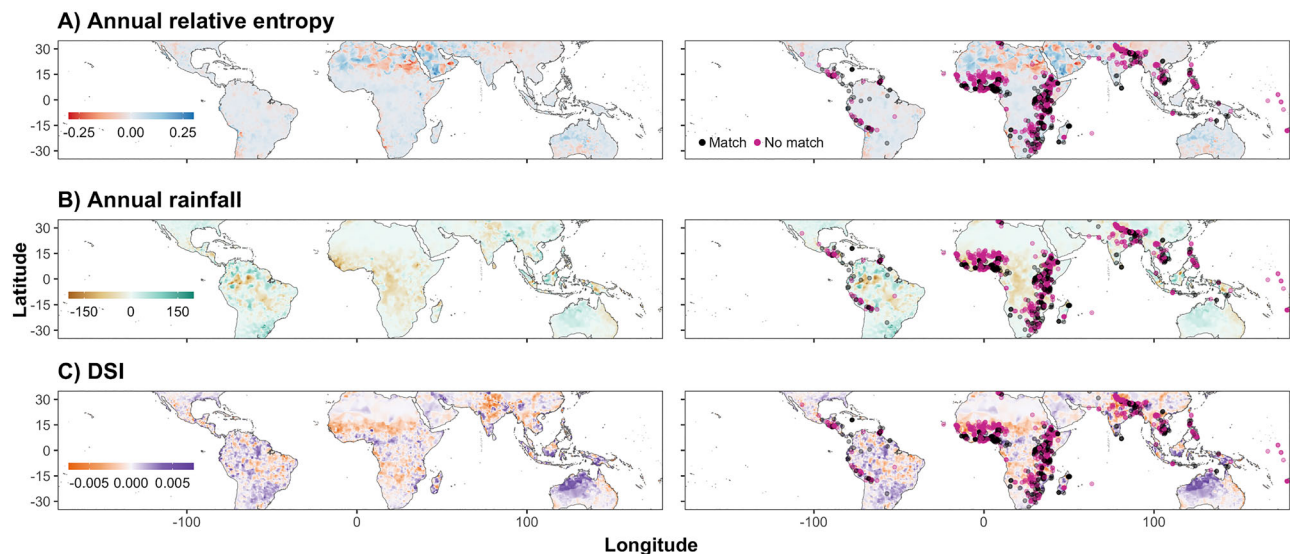 A) Annual relative entropy
30
15
0
-15
-30
-0.25 0.00 0.25
Match No match
B) Annual rainfall
30
15
0
-15
-30
-150 0 150
C) DSI
30
15
0
-15
-30
-0.005 0.000 0.005
-100 0 100
-100 0 100
Latitude
Longitude